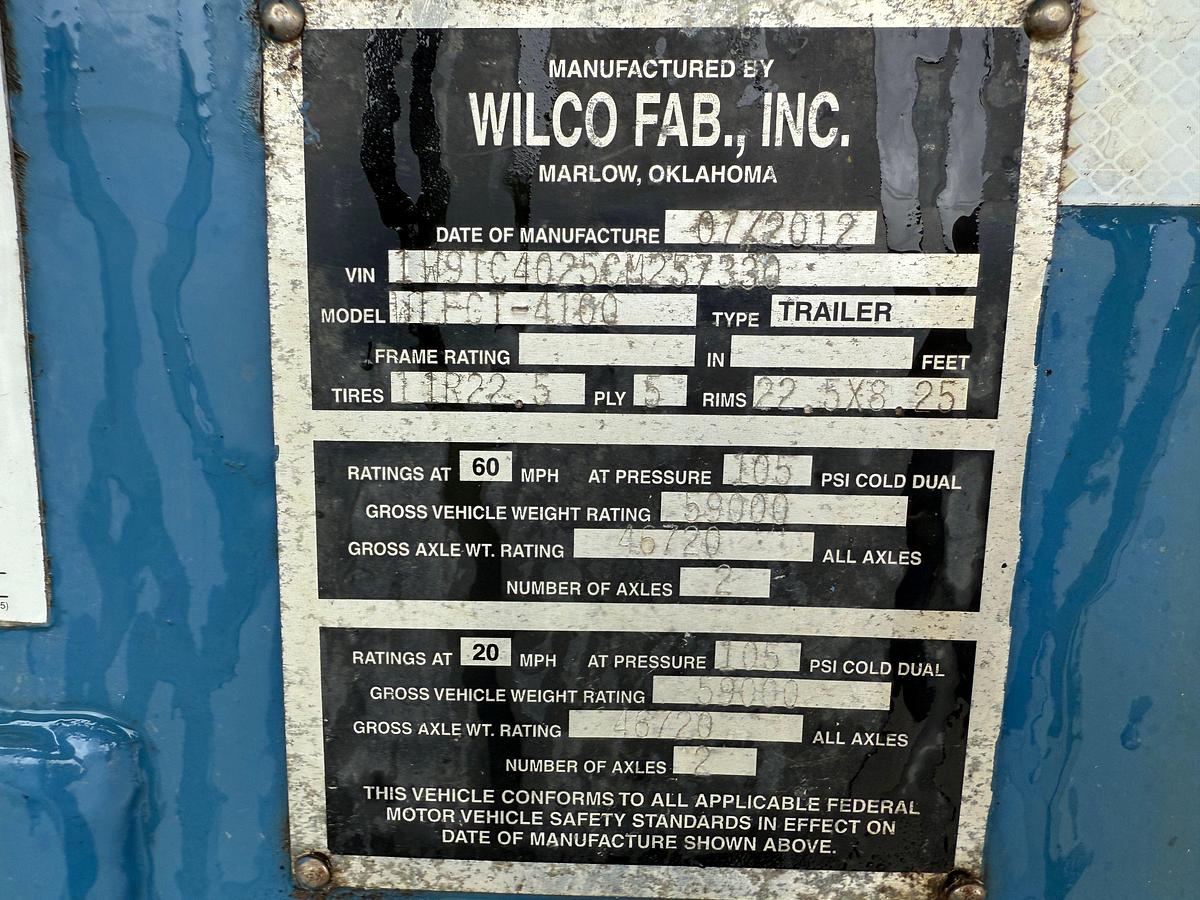 MANUFACTURED BY
WILCO FAB., INC.
MARLOW, OKLAHOMA
DATE OF MANUFACTURE 07/2012
VIN 1W9TC4025CM257330
MODEL WLFCT-4100 TYPE TRAILER
FRAME RATING IN FEET
TIRES 11R22.5 PLY 5 RIMS 22.5X8.25
RATINGS AT 60 MPH AT PRESSURE 105 PSI COLD DUAL
GROSS VEHICLE WEIGHT RATING 59000
GROSS AXLE WT. RATING 46720 ALL AXLES
NUMBER OF AXLES 2
RATINGS AT 20 MPH AT PRESSURE 105 PSI COLD DUAL
GROSS VEHICLE WEIGHT RATING 59000
GROSS AXLE WT. RATING 46720 ALL AXLES
NUMBER OF AXLES 2
THIS VEHICLE CONFORMS TO ALL APPLICABLE FEDERAL
MOTOR VEHICLE SAFETY STANDARDS IN EFFECT ON
DATE OF MANUFACTURE SHOWN ABOVE.